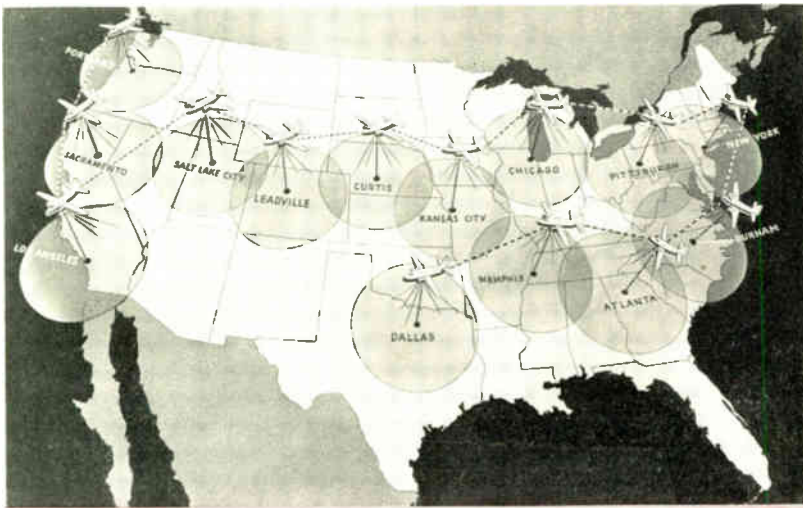 PORTLAND
SACRAMENTO
SALT LAKE CITY
LEADVILLE
CURTIS
KANSAS CITY
CHICAGO
PITTSBURGH
NEW YORK
LOS ANGELES
DALLAS
MEMPHIS
ATLANTA
DURHAM